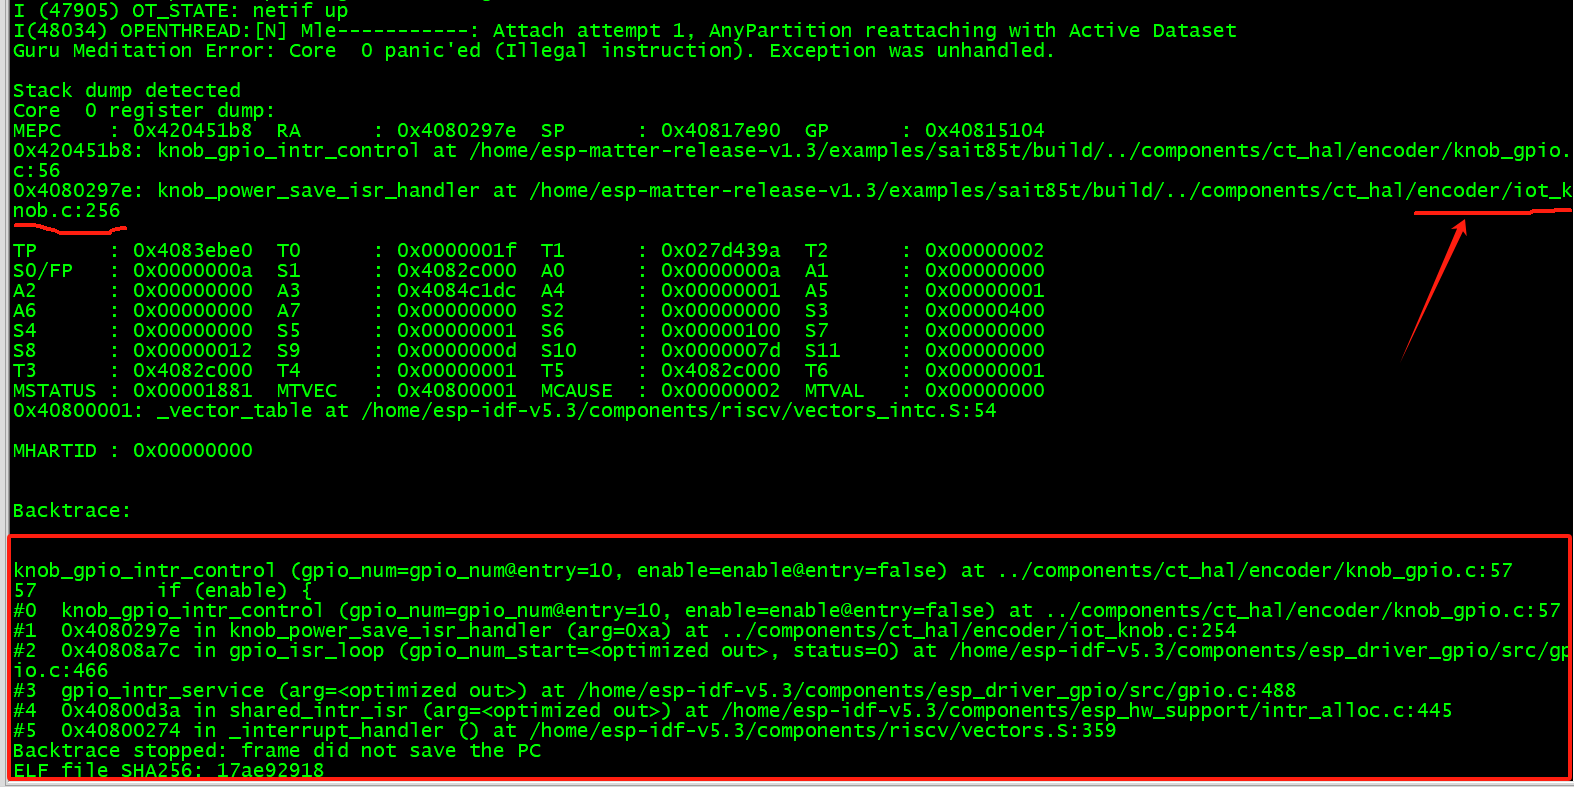 I (47905) OT_STATE: netif up
I(48034) OPENTHREAD:[N] Mle-----------: Attach attempt 1, AnyPartition reattaching with Active Dataset
Guru Meditation Error: Core  0 panic'ed (Illegal instruction). Exception was unhandled.
Stack dump detected
Core  0 register dump:
MEPC    : 0x420451b8  RA      : 0x4080297e  SP      : 0x40817e90  GP      : 0x40815104
0x420451b8: knob_gpio_intr_control at /home/esp-matter-release-v1.3/examples/sait85t/build/../components/ct_hal/encoder/knob_gpio.
c:56
0x4080297e: knob_power_save_isr_handler at /home/esp-matter-release-v1.3/examples/sait85t/build/../components/ct_hal/encoder/iot_k
nob.c:256
TP      : 0x4083ebe0  T0      : 0x0000001f  T1      : 0x027d439a  T2      : 0x00000002
S0/FP   : 0x0000000a  S1      : 0x4082c000  A0      : 0x0000000a  A1      : 0x00000000
A2      : 0x00000000  A3      : 0x4084c1dc  A4      : 0x00000001  A5      : 0x00000001
A6      : 0x00000000  A7      : 0x00000000  S2      : 0x00000000  S3      : 0x00000400
S4      : 0x00000000  S5      : 0x00000001  S6      : 0x00000100  S7      : 0x00000000
S8      : 0x00000012  S9      : 0x0000000d  S10     : 0x0000007d  S11     : 0x00000000
T3      : 0x4082c000  T4      : 0x00000001  T5      : 0x4082c000  T6      : 0x00000001
MSTATUS : 0x00001881  MTVEC   : 0x40800001  MCAUSE  : 0x00000002  MTVAL   : 0x00000000
0x40800001: _vector_table at /home/esp-idf-v5.3/components/riscv/vectors_intc.S:54
MHARTID : 0x00000000
Backtrace:
knob_gpio_intr_control (gpio_num=gpio_num@entry=10, enable=enable@entry=false) at ../components/ct_hal/encoder/knob_gpio.c:57
57          if (enable) {
#0  knob_gpio_intr_control (gpio_num=gpio_num@entry=10, enable=enable@entry=false) at ../components/ct_hal/encoder/knob_gpio.c:57
#1  0x4080297e in knob_power_save_isr_handler (arg=0xa) at ../components/ct_hal/encoder/iot_knob.c:254
#2  0x40808a7c in gpio_isr_loop (gpio_num_start=<optimized out>, status=0) at /home/esp-idf-v5.3/components/esp_driver_gpio/src/gp
io.c:466
#3  gpio_intr_service (arg=<optimized out>) at /home/esp-idf-v5.3/components/esp_driver_gpio/src/gpio.c:488
#4  0x40800d3a in shared_intr_isr (arg=<optimized out>) at /home/esp-idf-v5.3/components/esp_hw_support/intr_alloc.c:445
#5  0x40800274 in _interrupt_handler () at /home/esp-idf-v5.3/components/riscv/vectors.S:359
Backtrace stopped: frame did not save the PC
ELF file SHA256: 17ae92918